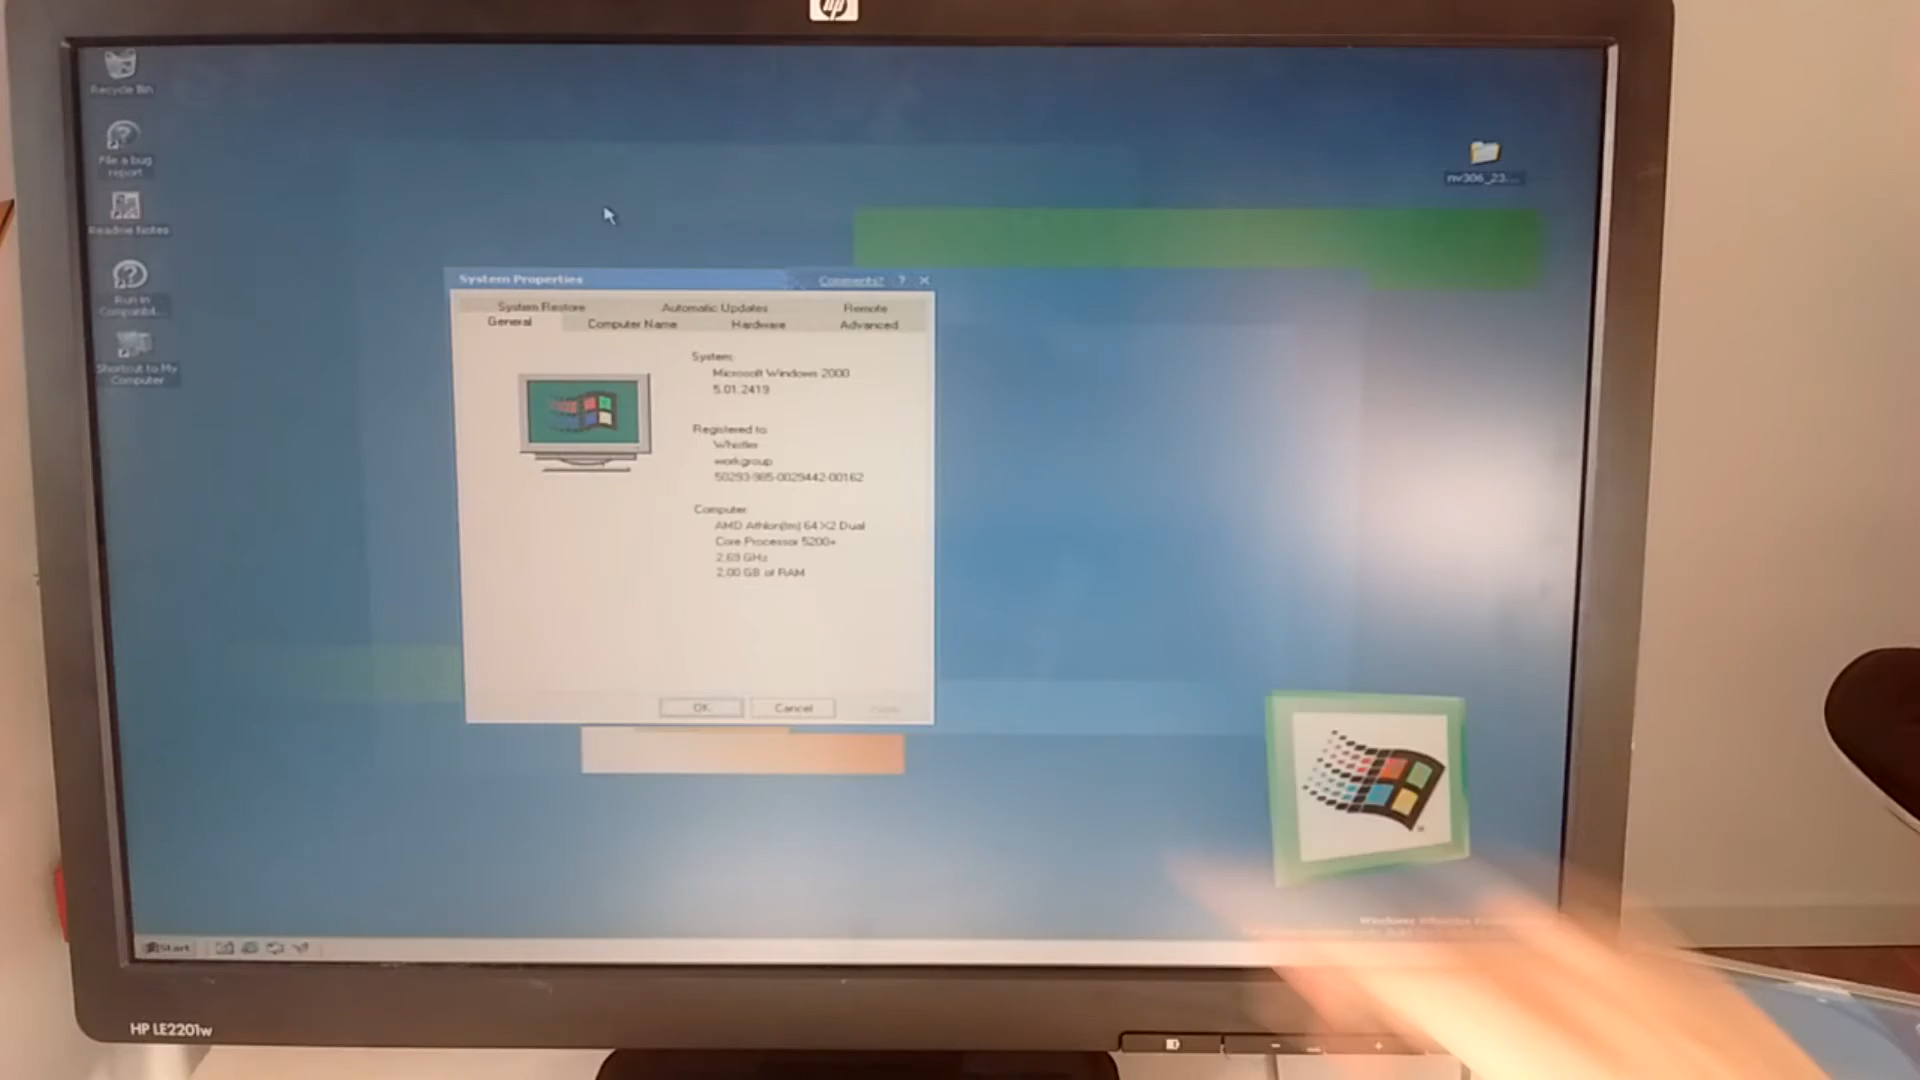 hp
Recycle Bin
File a bug
report
Readme Notes
Run in
Compatibil...
Shortcut to My
Computer
nv306_23...
System Properties
Comments? ? ×
System Restore Automatic Updates Remote
General Computer Name Hardware Advanced
System:
Microsoft Windows 2000
5.01.2419
Registered to:
Whistler
workgroup
50293-985-0029442-00162
Computer:
AMD Athlon(tm) 64 X2 Dual
Core Processor 5200+
2.69 GHz
2.00 GB of RAM
OK Cancel Apply
Windows Whistler
Start
HP LE2201w